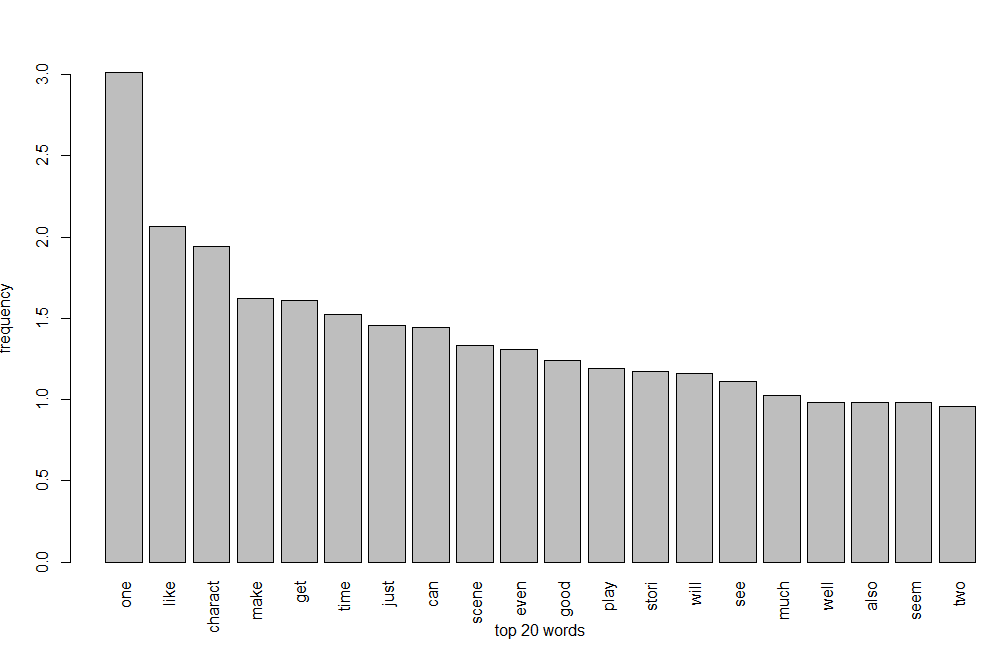 frequency
3.0
2.5
2.0
1.5
1.0
0.5
0.0
one
like
charact
make
get
time
just
can
scene
even
good
play
stori
will
see
much
well
also
seem
two
top 20 words